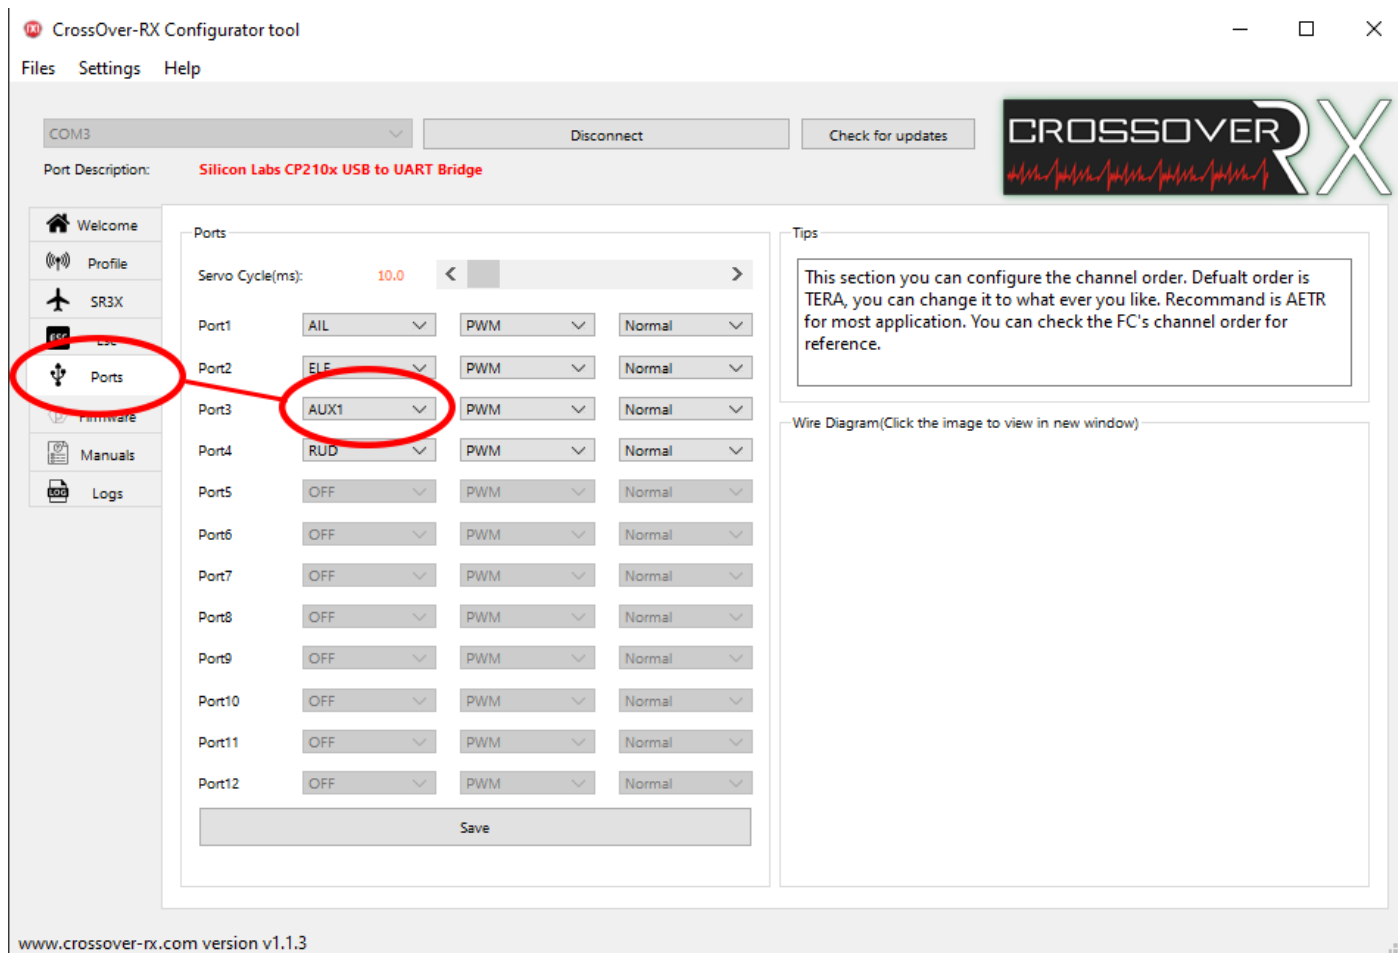 CrossOver-RX Configurator tool
Files Settings Help
COM3 Disconnect Check for updates
CROSSOVER RX
Port Description: Silicon Labs CP210x USB to UART Bridge
Welcome
Profile
SR3X
ESC
Ports
Firmware
Manuals
Logs
Ports
Servo Cycle(ms): 10.0
Port1 AIL PWM Normal
Port2 ELE PWM Normal
Port3 AUX1 PWM Normal
Port4 RUD PWM Normal
Port5 OFF PWM Normal
Port6 OFF PWM Normal
Port7 OFF PWM Normal
Port8 OFF PWM Normal
Port9 OFF PWM Normal
Port10 OFF PWM Normal
Port11 OFF PWM Normal
Port12 OFF PWM Normal
Save
Tips
This section you can configure the channel order. Defualt order is
TERA, you can change it to what ever you like. Recommand is AETR
for most application. You can check the FC's channel order for
reference.
Wire Diagram(Click the image to view in new window)
www.crossover-rx.com version v1.1.3